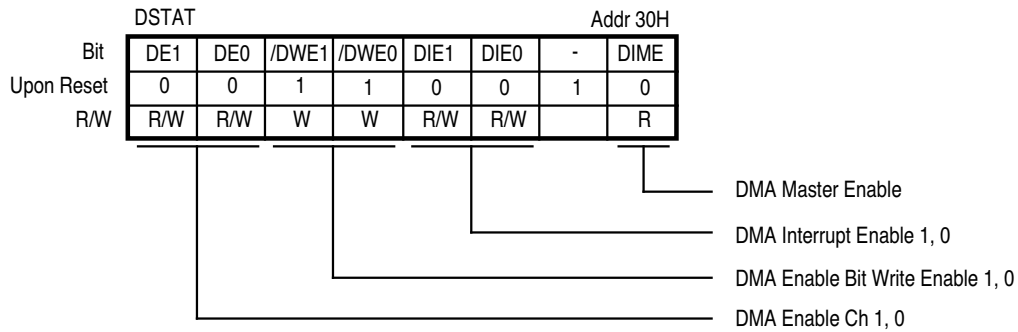 DSTAT Addr 30H
Bit DE1 DE0 /DWE1 /DWE0 DIE1 DIE0 - DIME
Upon Reset 0 0 1 1 0 0 1 0
R/W R/W R/W W W R/W R/W R
DMA Master Enable
DMA Interrupt Enable 1, 0
DMA Enable Bit Write Enable 1, 0
DMA Enable Ch 1, 0